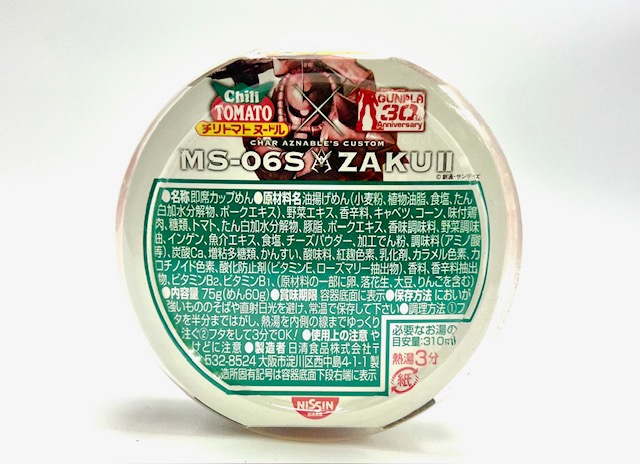 Chili
TOMATO
チリトマト ヌードル
GUNPLA
30th
Anniversary
CHAR AZNABLE'S CUSTOM
MS-06S ZAKUII
© 創通・サンライズ
●名称 即席カップめん ●原材料名 油揚げめん(小麦粉、植物油脂、食塩、たん
白加水分解物、ポークエキス)、野菜エキス、香辛料、キャベツ、コーン、味付鶏
肉、糖類、トマト、たん白加水分解物、豚脂、ポークエキス、香味調味料、野菜調味
油、インゲン、魚介エキス、食塩、チーズパウダー、加工でん粉、調味料(アミノ酸
等)、炭酸Ca、増粘多糖類、かんすい、酸味料、紅麹色素、乳化剤、カラメル色素、カ
ロチノイド色素、酸化防止剤(ビタミンE、ローズマリー抽出物)、香料、香辛料抽出
物、ビタミンB2、ビタミンB1、(原材料の一部に卵、落花生、大豆、りんごを含む)
●内容量 75g(めん60g) ●賞味期限 容器底面に表示 ●保存方法 においが
強いもののそばや直射日光を避け、常温で保存して下さい ●調理方法 ①フ
タを半分まではがし、熱湯を内側の線までゆっくり
注ぐ②フタをして3分でOK! ●使用上の注意 や
けどに注意 ●製造者 日清食品株式会社 〒
532-8524 大阪市淀川区西中島4-1-1 製
造所固有記号は容器底面下段右端に表示
必要なお湯の
目安量:310ml
熱湯3分
紙
NISSIN